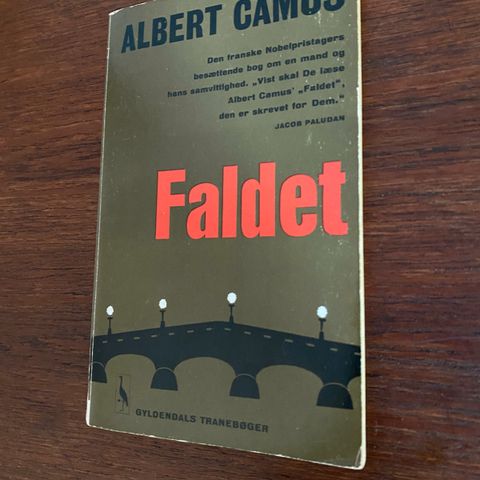 ALBERT CAMUS
Den franske Nobelpristagers
besættende bog om en mand og
hans samvittighed. „Vist skal De læse
Albert Camus' „Faldet",
den er skrevet for Dem."
JACOB PALUDAN
Faldet
GYLDENDALS TRANEBØGER